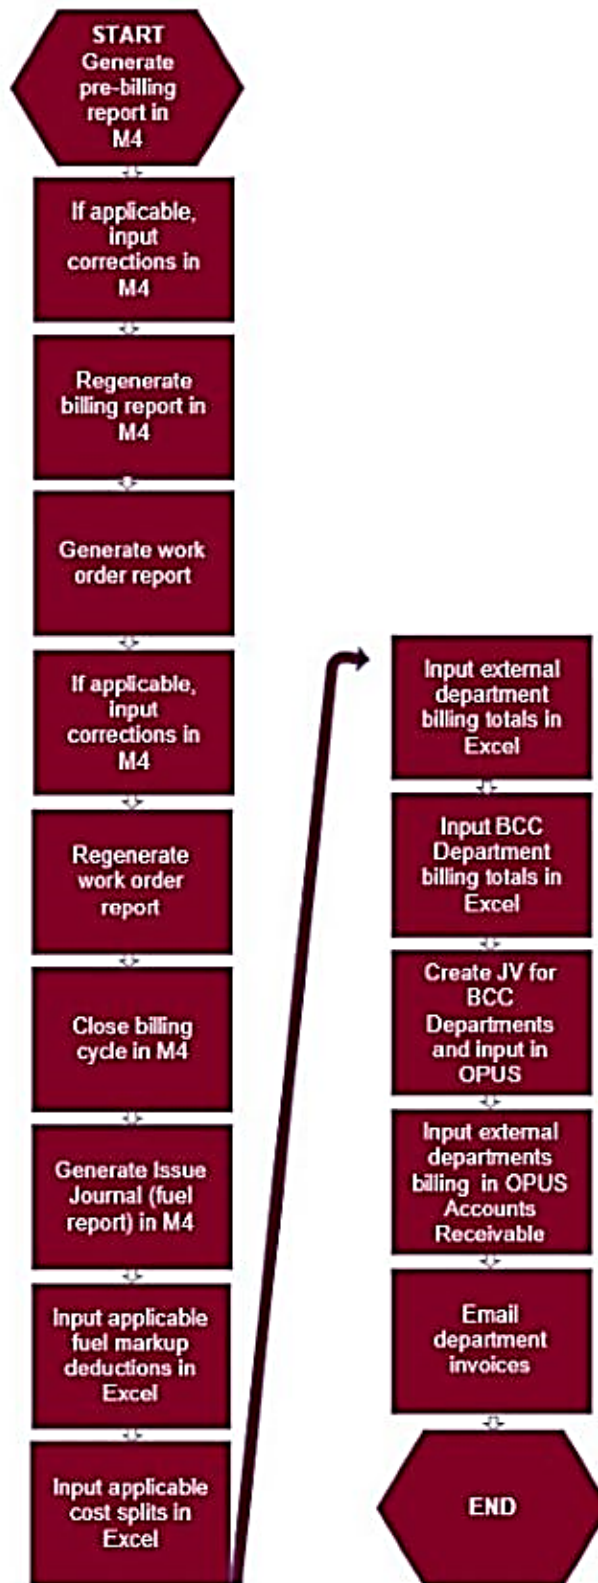 START
Generate
pre-billing
report in
M4
If applicable,
input
corrections in
M4
Regenerate
billing report in
M4
Generate work
order report
If applicable,
input
corrections in
M4
Regenerate
work order
report
Close billing
cycle in M4
Generate Issue
Journal (fuel
report) in M4
Input applicable
fuel markup
deductions in
Excel
Input applicable
cost splits in
Excel
Input external
department
billing totals in
Excel
Input BCC
Department
billing totals in
Excel
Create JV for
BCC
Departments
and input in
OPUS
Input external
departments
billing in OPUS
Accounts
Receivable
Email
department
invoices
END